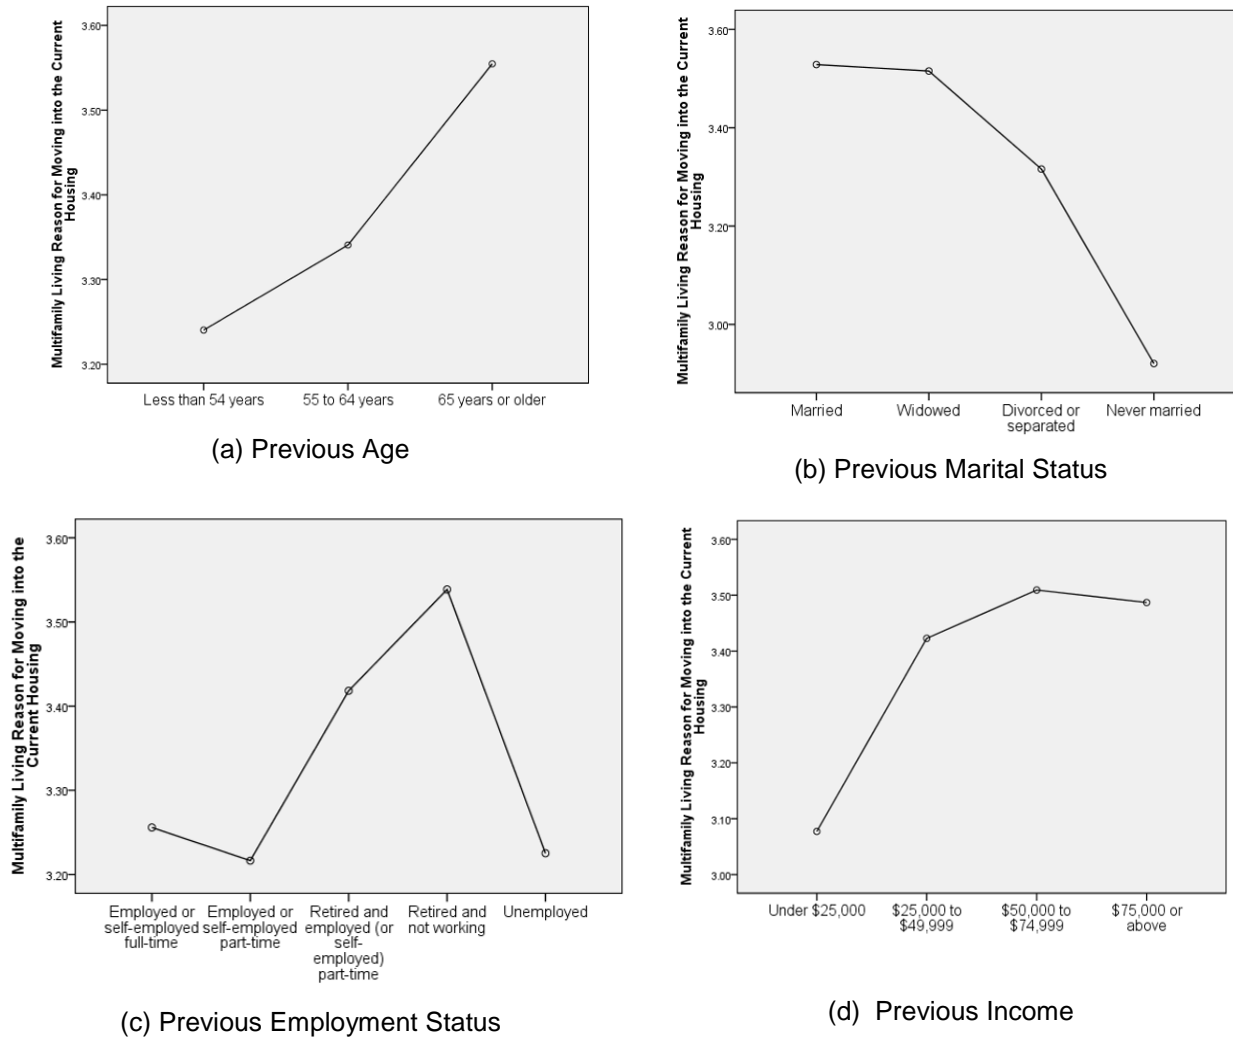 Multifamily Living Reason for Moving into the Current
Housing
3.60
3.50
3.40
3.30
3.20
Less than 54 years
55 to 64 years
65 years or older
(a) Previous Age
Multifamily Living Reason for Moving into the Current
Housing
3.60
3.40
3.20
3.00
Married
Widowed
Divorced or
separated
Never married
(b) Previous Marital Status
Multifamily Living Reason for Moving into the
Current Housing
3.60
3.50
3.40
3.30
3.20
Employed or
self-employed
full-time
Employed or
self-employed
part-time
Retired and
employed (or
self-
employed)
part-time
Retired and
not working
Unemployed
(c) Previous Employment Status
Multifamily Living Reason for Moving into the Current
Housing
3.60
3.50
3.40
3.30
3.20
3.10
3.00
Under $25,000
$25,000 to
$49,999
$50,000 to
$74,999
$75,000 or
above
(d) Previous Income